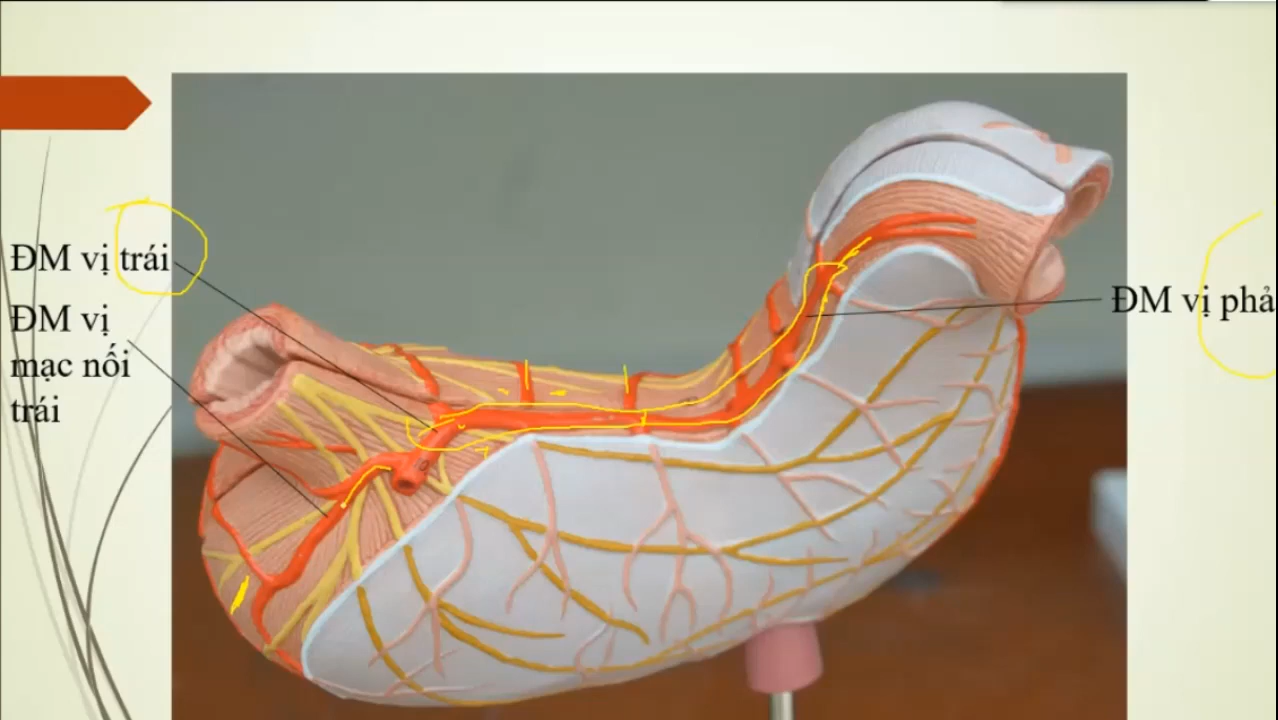 ĐM vị trái
ĐM vị
mạc nối
trái
ĐM vị phả